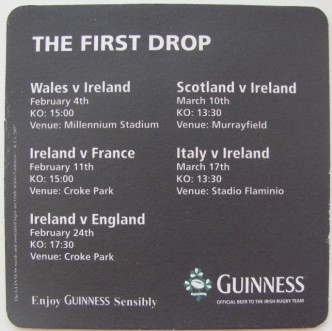 THE FIRST DROP
Wales v Ireland
February 4th
KO: 15:00
Venue: Millennium Stadium
Ireland v France
February 11th
KO: 15:00
Venue: Croke Park
Ireland v England
February 24th
KO: 17:30
Venue: Croke Park
Scotland v Ireland
March 10th
KO: 13:30
Venue: Murrayfield
Italy v Ireland
March 17th
KO: 13:30
Venue: Stadio Flaminio
Enjoy GUINNESS Sensibly
GUINNESS
OFFICIAL BEER TO THE IRISH RUGBY TEAM